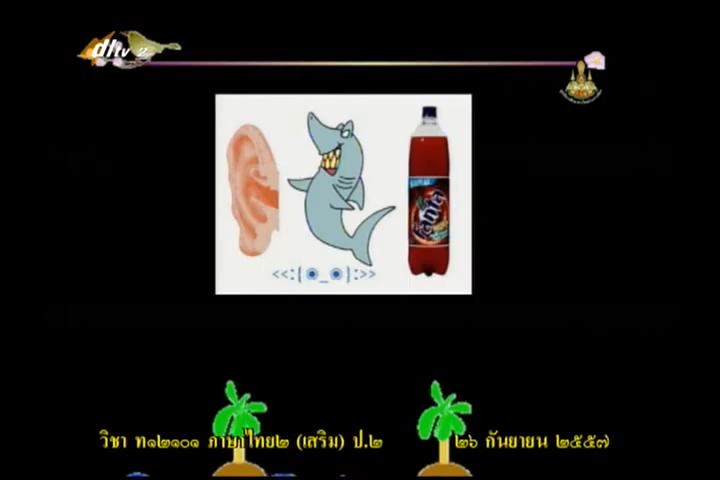 dltv 2
<<:{◉_◉}:>>
วิชา ท๑๒๑๐๑ ภาษาไทย๒ (เสริม) ป.๒ ๒๖ กันยายน ๒๕๕๗